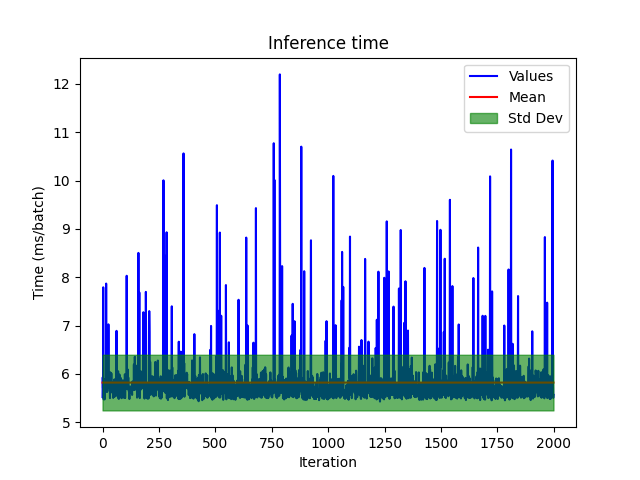 Inference time
Values
Mean
Std Dev
Time (ms/batch)
12
11
10
9
8
7
6
5
0 250 500 750 1000 1250 1500 1750 2000
Iteration